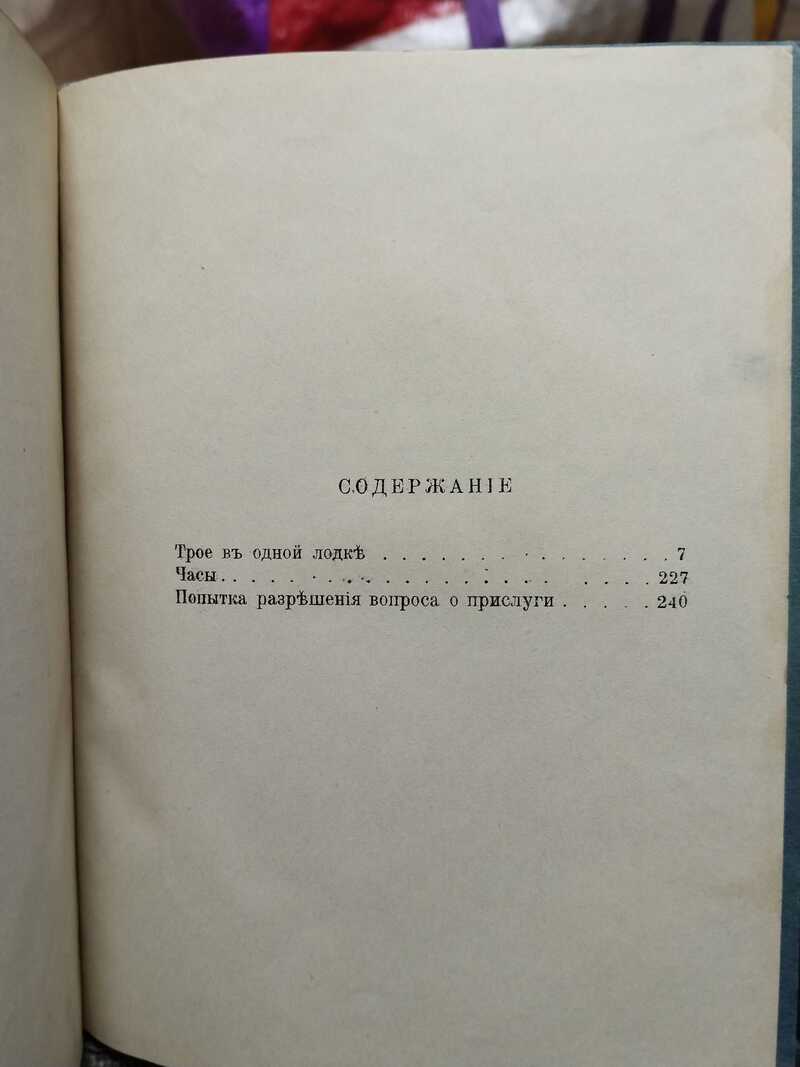 СОДЕРЖАНІЕ
Трое въ одной лодкѣ . . . . . . . . . . . . . . . . 7
Часы . . . . . . . . . . . . . . . . . . . . . . 227
Попытка разрѣшенія вопроса о прислуги . . . . . 240